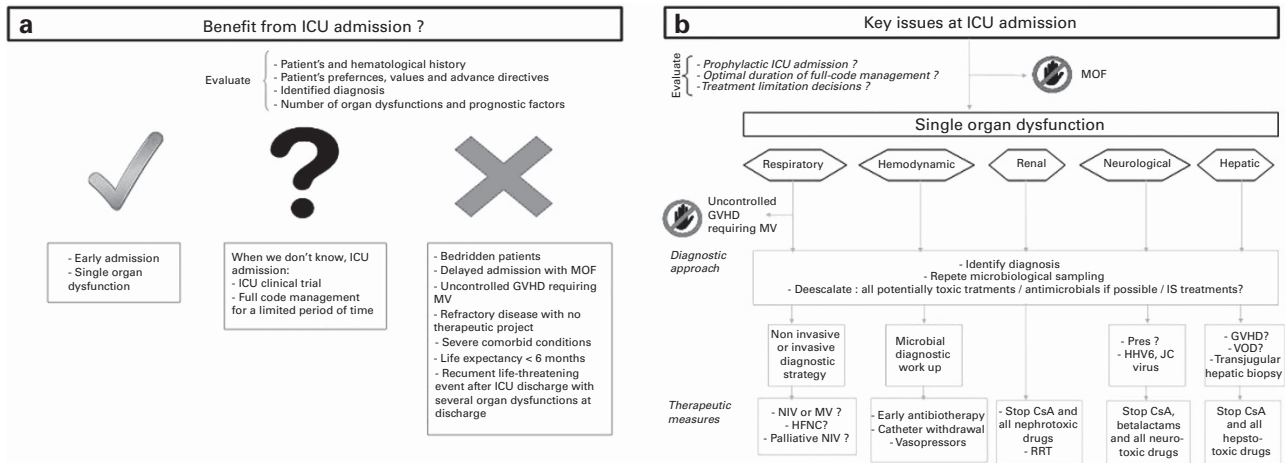 a
Benefit from ICU admission ?
Evaluate
- Patient's and hematological history
- Patient's prefernces, values and advance directives
- Identified diagnosis
- Number of organ dysfunctions and prognostic factors
- Early admission
- Single organ
dysfunction
When we don't know, ICU
admission:
- ICU clinical trial
- Full code management
for a limited period of time
- Bedridden patients
- Delayed admission with MOF
- Uncontrolled GVHD requiring
MV
- Refractory disease with no
therapeutic project
- Severe comorbid conditions
- Life expectancy < 6 months
- Recument life-threatening
event after ICU discharge with
several organ dysfunctions at
discharge
b
Key issues at ICU admission
Evaluate
- Prophylactic ICU admission ?
- Optimal duration of full-code management ?
- Treatment limitation decisions ?
MOF
Single organ dysfunction
Respiratory
Hemodynamic
Renal
Neurological
Hepatic
Uncontrolled
GVHD
requiring MV
Diagnostic
approach
- Identify diagnosis
- Repete microbiological sampling
- Deescalate : all potentially toxic tratments / antimicrobials if possible / IS treatments?
Non invasive
or invasive
diagnostic
strategy
Microbial
diagnostic
work up
- Pres ?
- HHV6, JC
virus
- GVHD?
- VOD?
- Transjugular
hepatic biopsy
Therapeutic
measures
- NIV or MV ?
- HFNC?
- Palliative NIV ?
- Early antibiotherapy
- Catheter withdrawal
- Vasopressors
- Stop CsA and
all nephrotoxic
drugs
- RRT
Stop CsA,
betalactams
and all neuro-
toxic drugs
Stop CsA
and all
hepsto-
toxic drugs